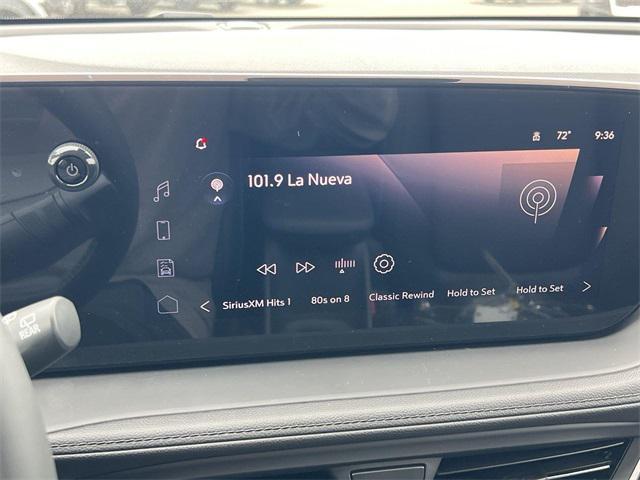 72° 9:36
101.9 La Nueva
SiriusXM Hits 1 80s on 8 Classic Rewind Hold to Set Hold to Set
REAR